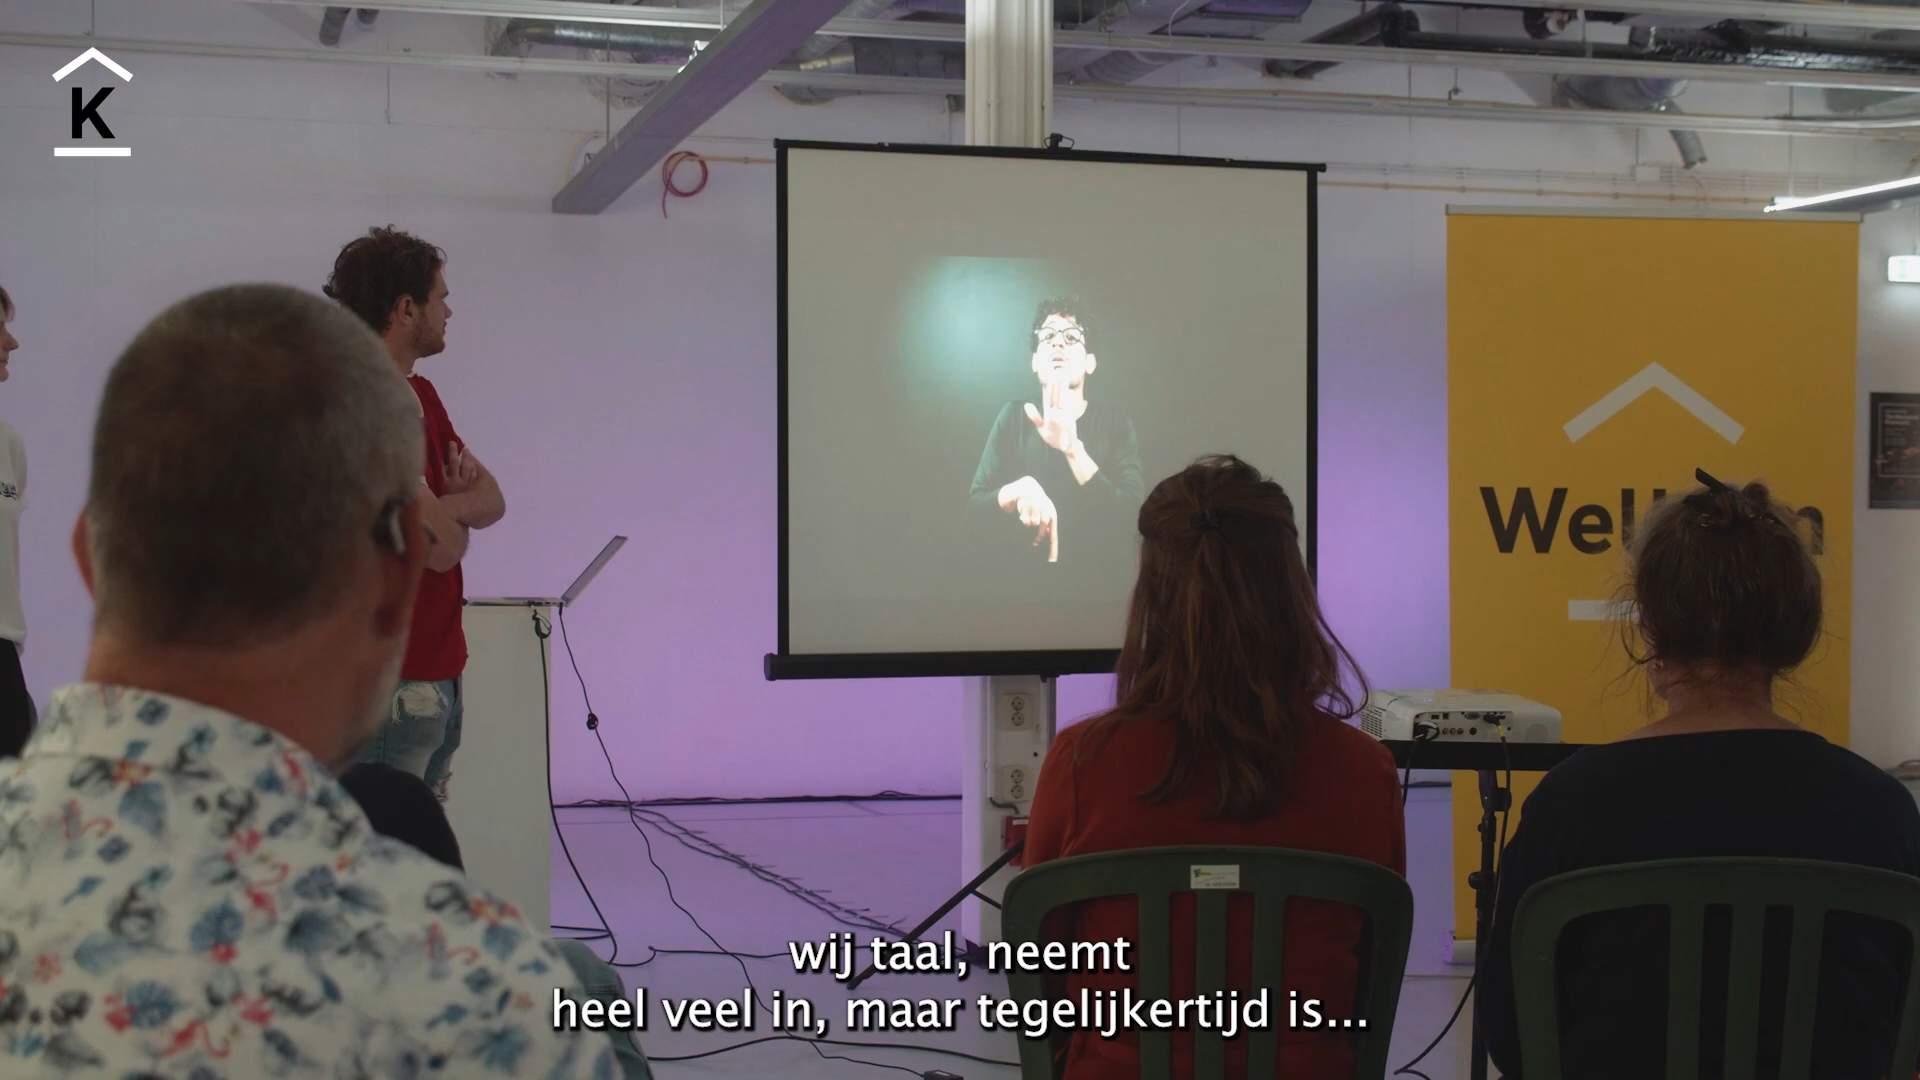 K
wij taal, neemt
heel veel in, maar tegelijkertijd is...